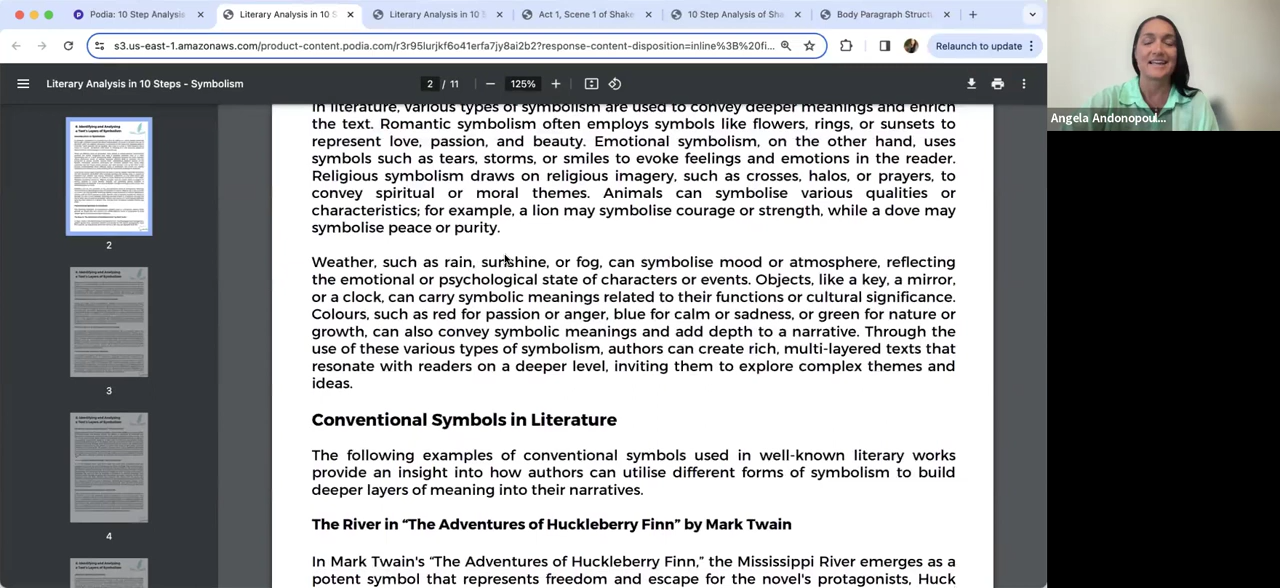 Podia: 10 Step Analysis
Literary Analysis in 10 S
Literary Analysis in 10 S
Act 1, Scene 1 of Shake
10 Step Analysis of Sha
Body Paragraph Struct
s3.us-east-1.amazonaws.com/product-content.podia.com/r3r95lurjkf6o41erfa7jy8ai2b2?response-content-disposition=inline%3B%20fi...
Relaunch to update
Literary Analysis in 10 Steps - Symbolism
2 / 11
125%
Angela Andonopoul...
2
3
4
In literature, various types of symbolism are used to convey deeper meanings and enrich
the text. Romantic symbolism often employs symbols like flowers, rings, or sunsets to
represent love, passion, and beauty. Emotional symbolism, on the other hand, uses
symbols such as tears, storms, or smiles to evoke feelings and emotions in the reader.
Religious symbolism draws on religious imagery, such as crosses, halos, or prayers, to
convey spiritual or moral themes. Animals can symbolise various qualities or
characteristics; for example, a lion may symbolise courage or strength, while a dove may
symbolise peace or purity.
Weather, such as rain, sunshine, or fog, can symbolise mood or atmosphere, reflecting
the emotional or psychological state of characters or events. Objects, like a key, a mirror,
or a clock, can carry symbolic meanings related to their functions or cultural significance.
Colours, such as red for passion or anger, blue for calm or sadness, or green for nature or
growth, can also convey symbolic meanings and add depth to a narrative. Through the
use of these various types of symbolism, authors can create rich, multi-layered texts that
resonate with readers on a deeper level, inviting them to explore complex themes and
ideas.
Conventional Symbols in Literature
The following examples of conventional symbols used in well-known literary works
provide an insight into how authors can utilise different forms of symbolism to build
deeper layers of meaning into their narratives.
The River in “The Adventures of Huckleberry Finn” by Mark Twain
In Mark Twain's “The Adventures of Huckleberry Finn,” the Mississippi River emerges as a
potent symbol that represents freedom and escape for the novel's protagonists, Huck